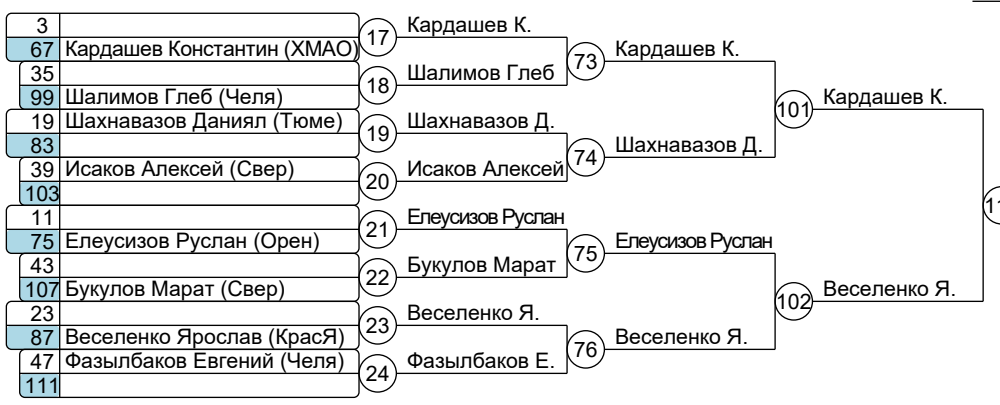 3
67 Кардашев Константин (ХМАО)
35
99 Шалимов Глеб (Челя)
19 Шахнавазов Даниял (Тюме)
83
39 Исаков Алексей (Свер)
103
11
75 Елеусизов Руслан (Орен)
43
107 Букулов Марат (Свер)
23
87 Веселенко Ярослав (КрасЯ)
47 Фазылбаков Евгений (Челя)
111
17
18
19
20
21
22
23
24
Кардашев К.
Шалимов Глеб
Шахнавазов Д.
Исаков Алексей
Елеусизов Руслан
Букулов Марат
Веселенко Я.
Фазылбаков Е.
73
74
75
76
Кардашев К.
Шахнавазов Д.
Елеусизов Руслан
Веселенко Я.
101
102
Кардашев К.
Веселенко Я.